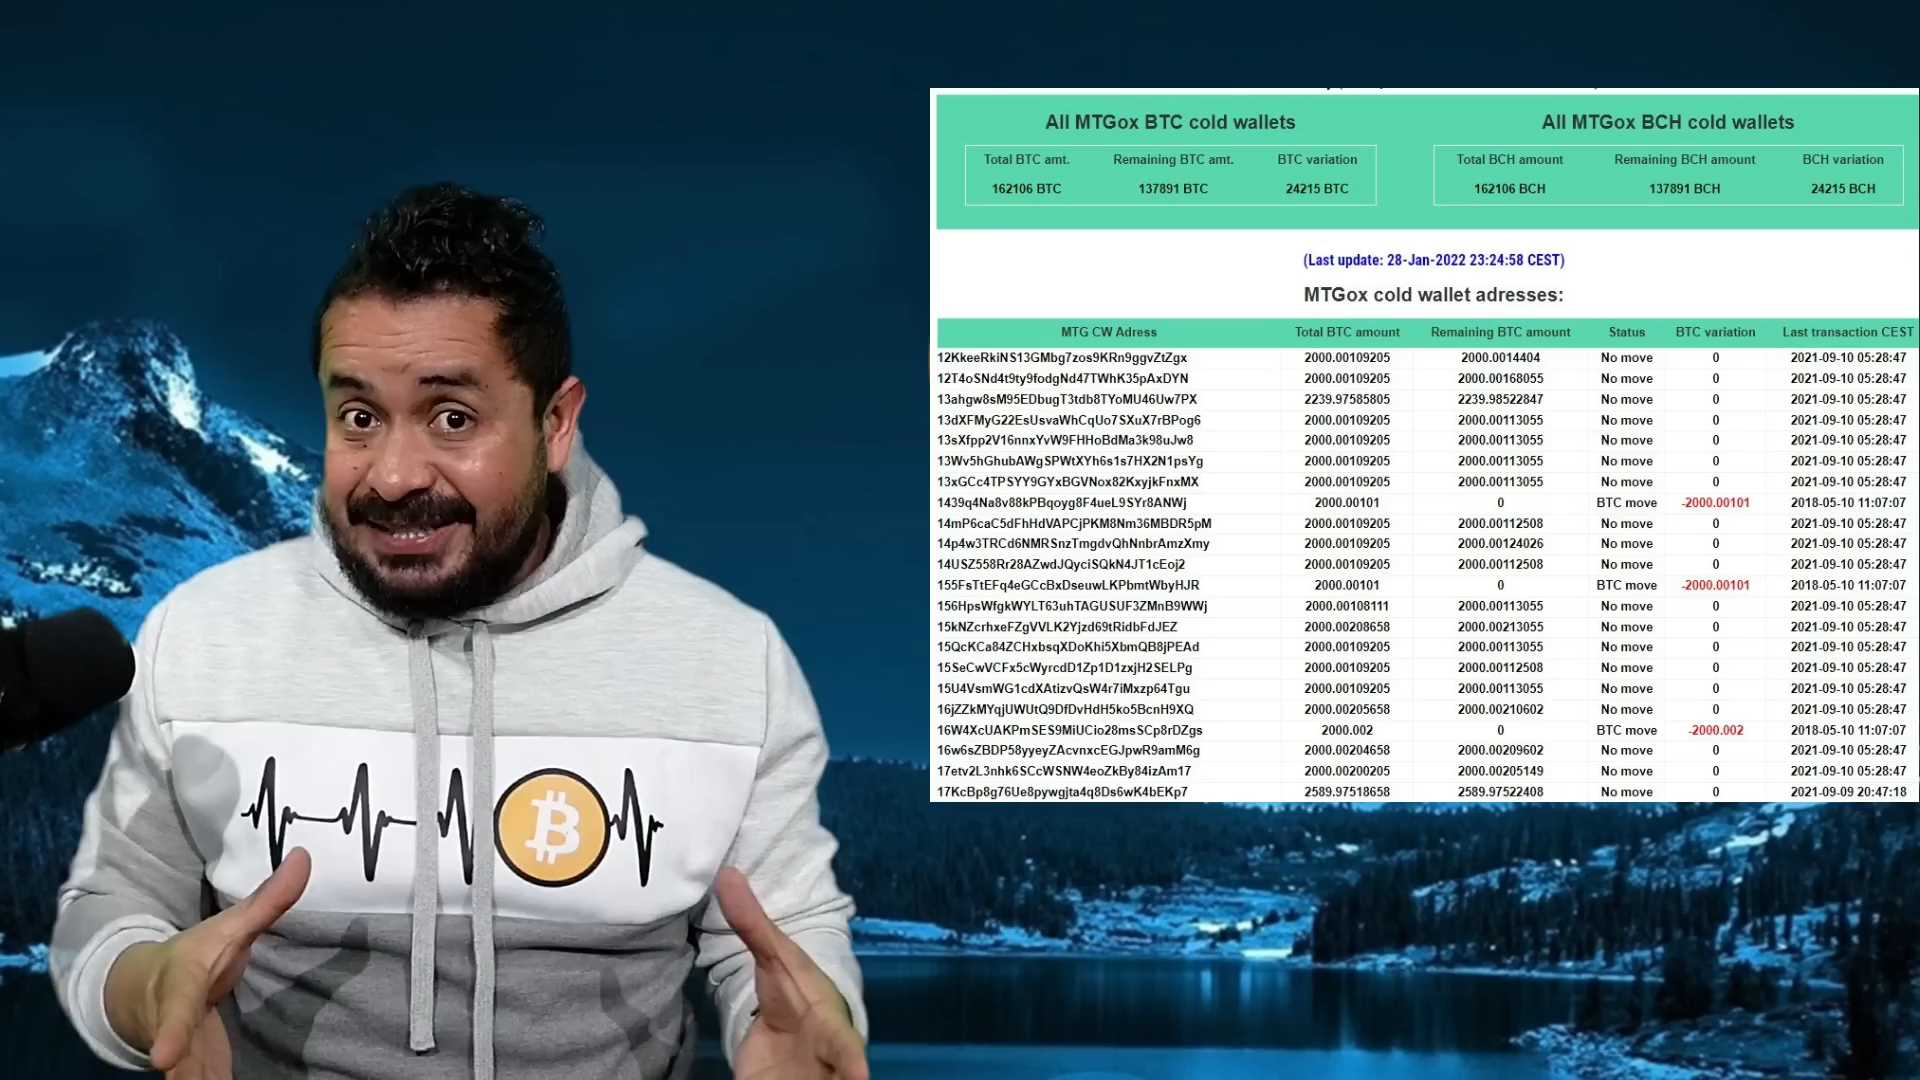 All MTGox BTC cold wallets
Total BTC amt. Remaining BTC amt. BTC variation
162106 BTC 137891 BTC 24215 BTC
All MTGox BCH cold wallets
Total BCH amount Remaining BCH amount BCH variation
162106 BCH 137891 BCH 24215 BCH
(Last update: 28-Jan-2022 23:24:58 CEST)
MTGox cold wallet adresses:
MTG CW Adress Total BTC amount Remaining BTC amount Status BTC variation Last transaction CEST
12KkeeRkiNS13GMbg7zos9KRn9ggvZtZgx 2000.00109205 2000.0014404 No move 0 2021-09-10 05:28:47
12T4oSNd4t9ty9fodgNd47TWhK35pAxDYN 2000.00109205 2000.00168055 No move 0 2021-09-10 05:28:47
13ahgw8sM95EDbugT3tdb8TYoMU46Uw7PX 2239.97585805 2239.98522847 No move 0 2021-09-10 05:28:47
13dXFMyG22EsUsvaWhCqUo7SXuX7rBPog6 2000.00109205 2000.00113055 No move 0 2021-09-10 05:28:47
13sXfpp2V16nnxYvW9FHHoBdMa3k98uJw8 2000.00109205 2000.00113055 No move 0 2021-09-10 05:28:47
13Wv5hGhubAWgSPWtXYh6s1s7HX2N1psYg 2000.00109205 2000.00113055 No move 0 2021-09-10 05:28:47
13xGCc4TPSYY9GYxBGVNox82KxyjkFnxMX 2000.00109205 2000.00113055 No move 0 2021-09-10 05:28:47
1439q4Na8v88kPBqoyg8F4ueL9SYr8ANWj 2000.00101 0 BTC move -2000.00101 2018-05-10 11:07:07
14mP6caC5dFhHdVAPCjPKM8Nm36MBDR5pM 2000.00109205 2000.00112508 No move 0 2021-09-10 05:28:47
14p4w3TRCd6NMRSnzTmgdvQhNnbrAmzXmy 2000.00109205 2000.00124026 No move 0 2021-09-10 05:28:47
14USZ558Rr28AZwdJQyciSQkN4JT1cEoj2 2000.00109205 2000.00112508 No move 0 2021-09-10 05:28:47
155FsTtEFq4eGCcBxDseuwLKPbmtWbyHJR 2000.00101 0 BTC move -2000.00101 2018-05-10 11:07:07
156HpsWfgkWYLT63uhTAGUSUF3ZMnB9WWj 2000.00108111 2000.00113055 No move 0 2021-09-10 05:28:47
15kNZcrhxeFZgVVLK2Yjzd69tRidbFdJEZ 2000.00208658 2000.00213055 No move 0 2021-09-10 05:28:47
15QcKCa84ZCHxbsqXDoKhi5XbmQB8jPEAd 2000.00109205 2000.00113055 No move 0 2021-09-10 05:28:47
15SeCwVCFx5cWyrcdD1Zp1D1zxjH2SELPg 2000.00109205 2000.00112508 No move 0 2021-09-10 05:28:47
15U4VsmWG1cdXAtizvQsW4r7iMxzp64Tgu 2000.00109205 2000.00113055 No move 0 2021-09-10 05:28:47
16jZZkMYqjUWUtQ9DfDvHdH5ko5BcnH9XQ 2000.00205658 2000.00210602 No move 0 2021-09-10 05:28:47
16W4XcUAKPmSES9MiUCio28msSCp8rDZgs 2000.002 0 BTC move -2000.002 2018-05-10 11:07:07
16w6sZBDP58yyeyZAcvnxcEGJpwR9amM6g 2000.00204658 2000.00209602 No move 0 2021-09-10 05:28:47
17etv2L3nhk6SCcWSNW4eoZkBy84izAm17 2000.00200205 2000.00205149 No move 0 2021-09-10 05:28:47
17KcBp8g76Ue8pywgjta4q8Ds6wK4bEKp7 2589.97518658 2589.97522408 No move 0 2021-09-09 20:47:18